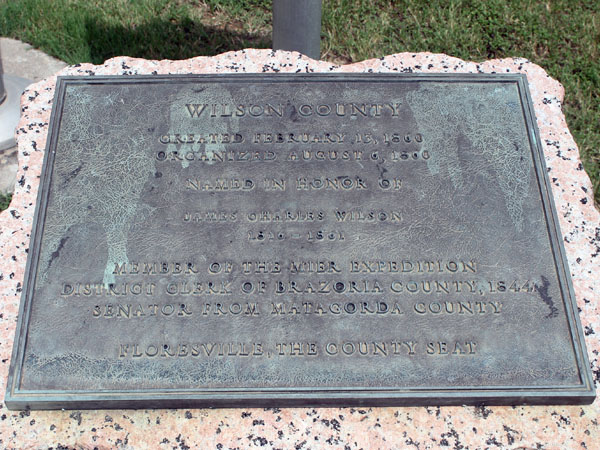 WILSON COUNTY
CREATED FEBRUARY 13, 1860
ORGANIZED AUGUST 6, 1860
NAMED IN HONOR OF
JAMES CHARLES WILSON
1816 - 1861
MEMBER OF THE MIER EXPEDITION
DISTRICT CLERK OF BRAZORIA COUNTY, 1844
SENATOR FROM MATAGORDA COUNTY
FLORESVILLE, THE COUNTY SEAT